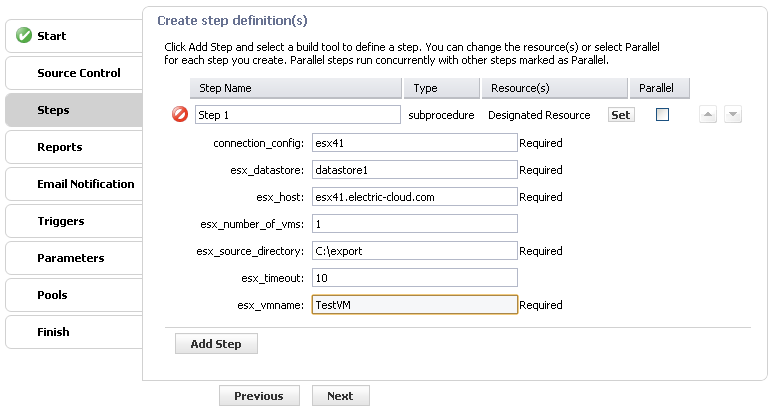 Start
Source Control
Steps
Reports
Email Notification
Triggers
Parameters
Pools
Finish
Create step definition(s)
Click Add Step and select a build tool to define a step. You can change the resource(s) or select Parallel
for each step you create. Parallel steps run concurrently with other steps marked as Parallel.
Step Name Type Resource(s) Parallel
Step 1 subprocedure Designated Resource Set
connection_config: esx41 Required
esx_datastore: datastore1 Required
esx_host: esx41.electric-cloud.com Required
esx_number_of_vms: 1
esx_source_directory: C:\export Required
esx_timeout: 10
esx_vmname: TestVM Required
Add Step
Previous Next